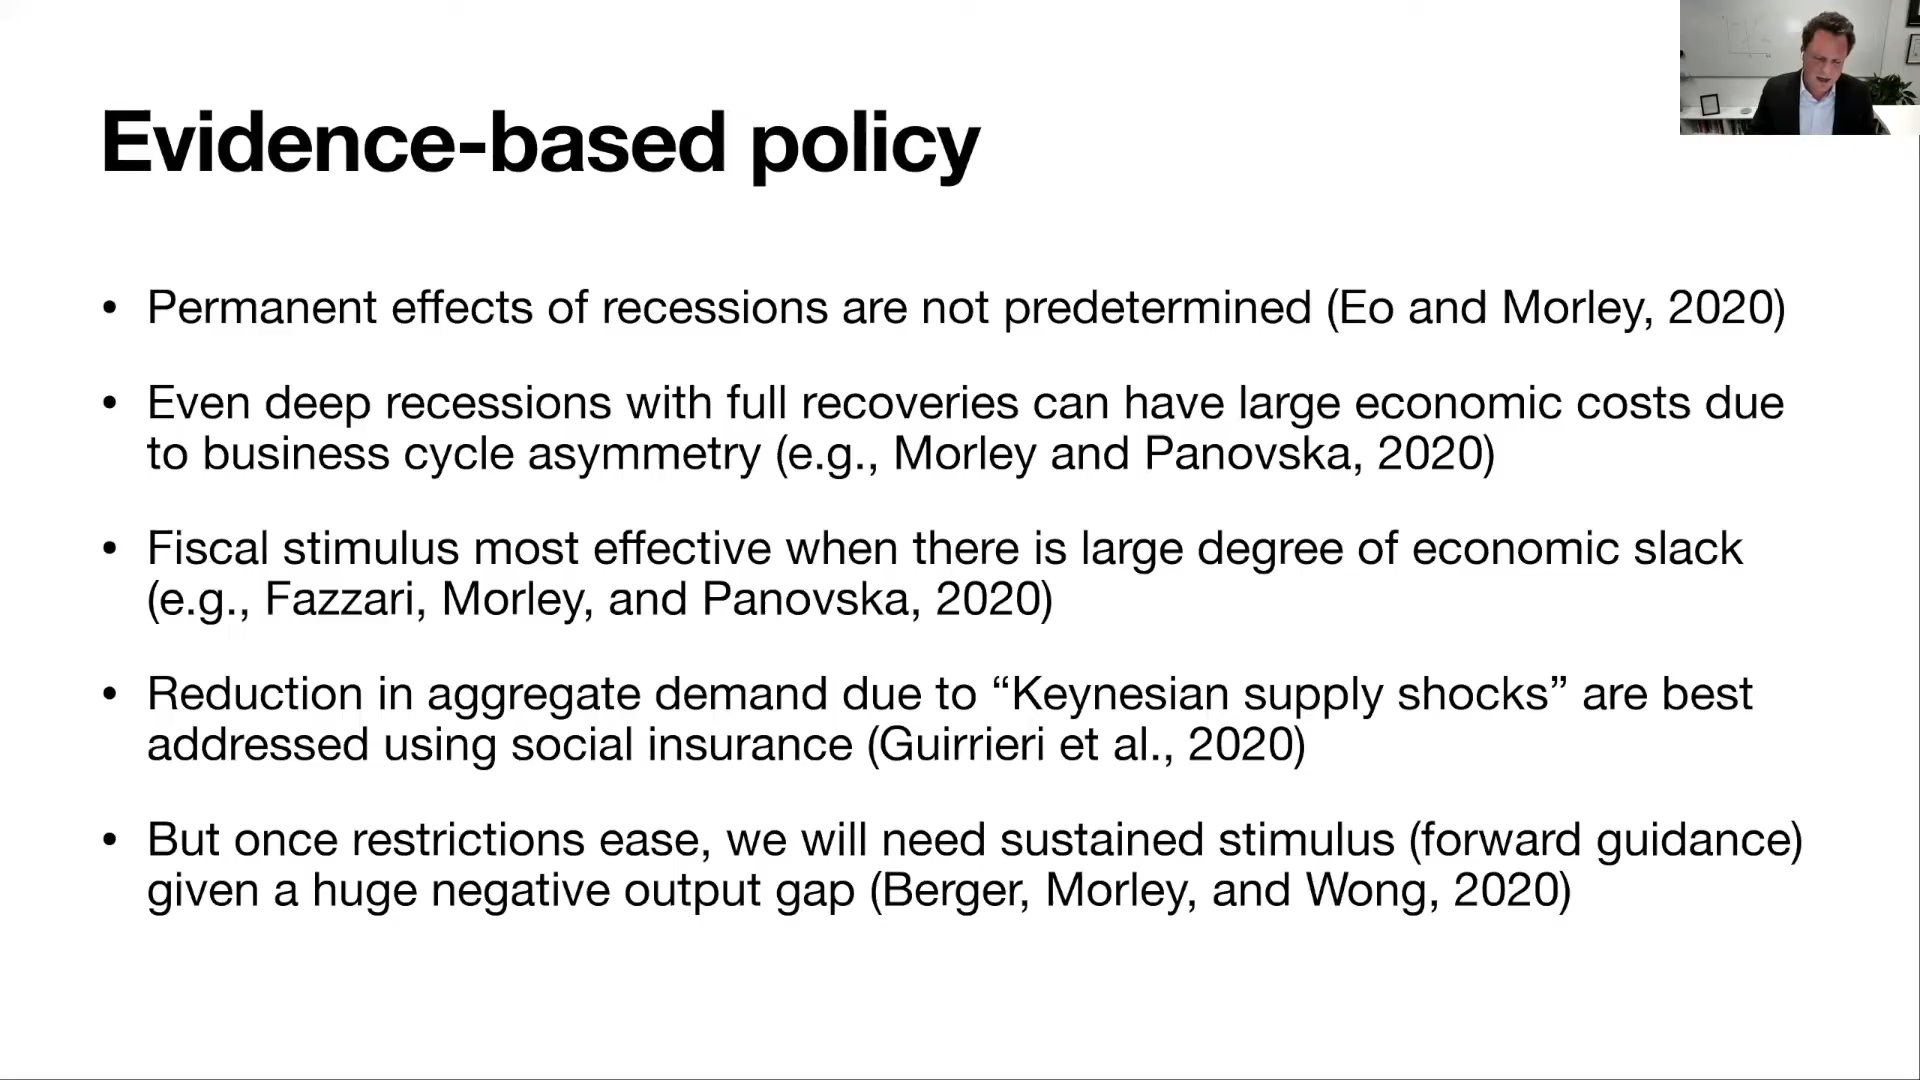 Evidence-based policy
• Permanent effects of recessions are not predetermined (Eo and Morley, 2020)
• Even deep recessions with full recoveries can have large economic costs due
to business cycle asymmetry (e.g., Morley and Panovska, 2020)
• Fiscal stimulus most effective when there is large degree of economic slack
(e.g., Fazzari, Morley, and Panovska, 2020)
• Reduction in aggregate demand due to “Keynesian supply shocks” are best
addressed using social insurance (Guirrieri et al., 2020)
• But once restrictions ease, we will need sustained stimulus (forward guidance)
given a huge negative output gap (Berger, Morley, and Wong, 2020)